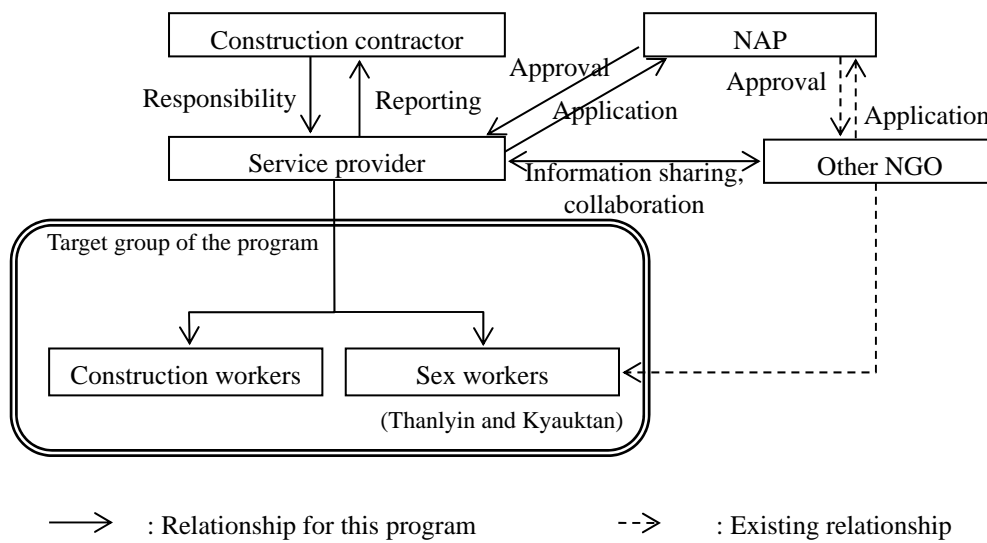 Construction contractor
NAP
Approval
Responsibility
Reporting
Application
Approval
Application
Service provider
Information sharing,
collaboration
Other NGO
Target group of the program
Construction workers
Sex workers
(Thanlyin and Kyauktan)
: Relationship for this program
: Existing relationship